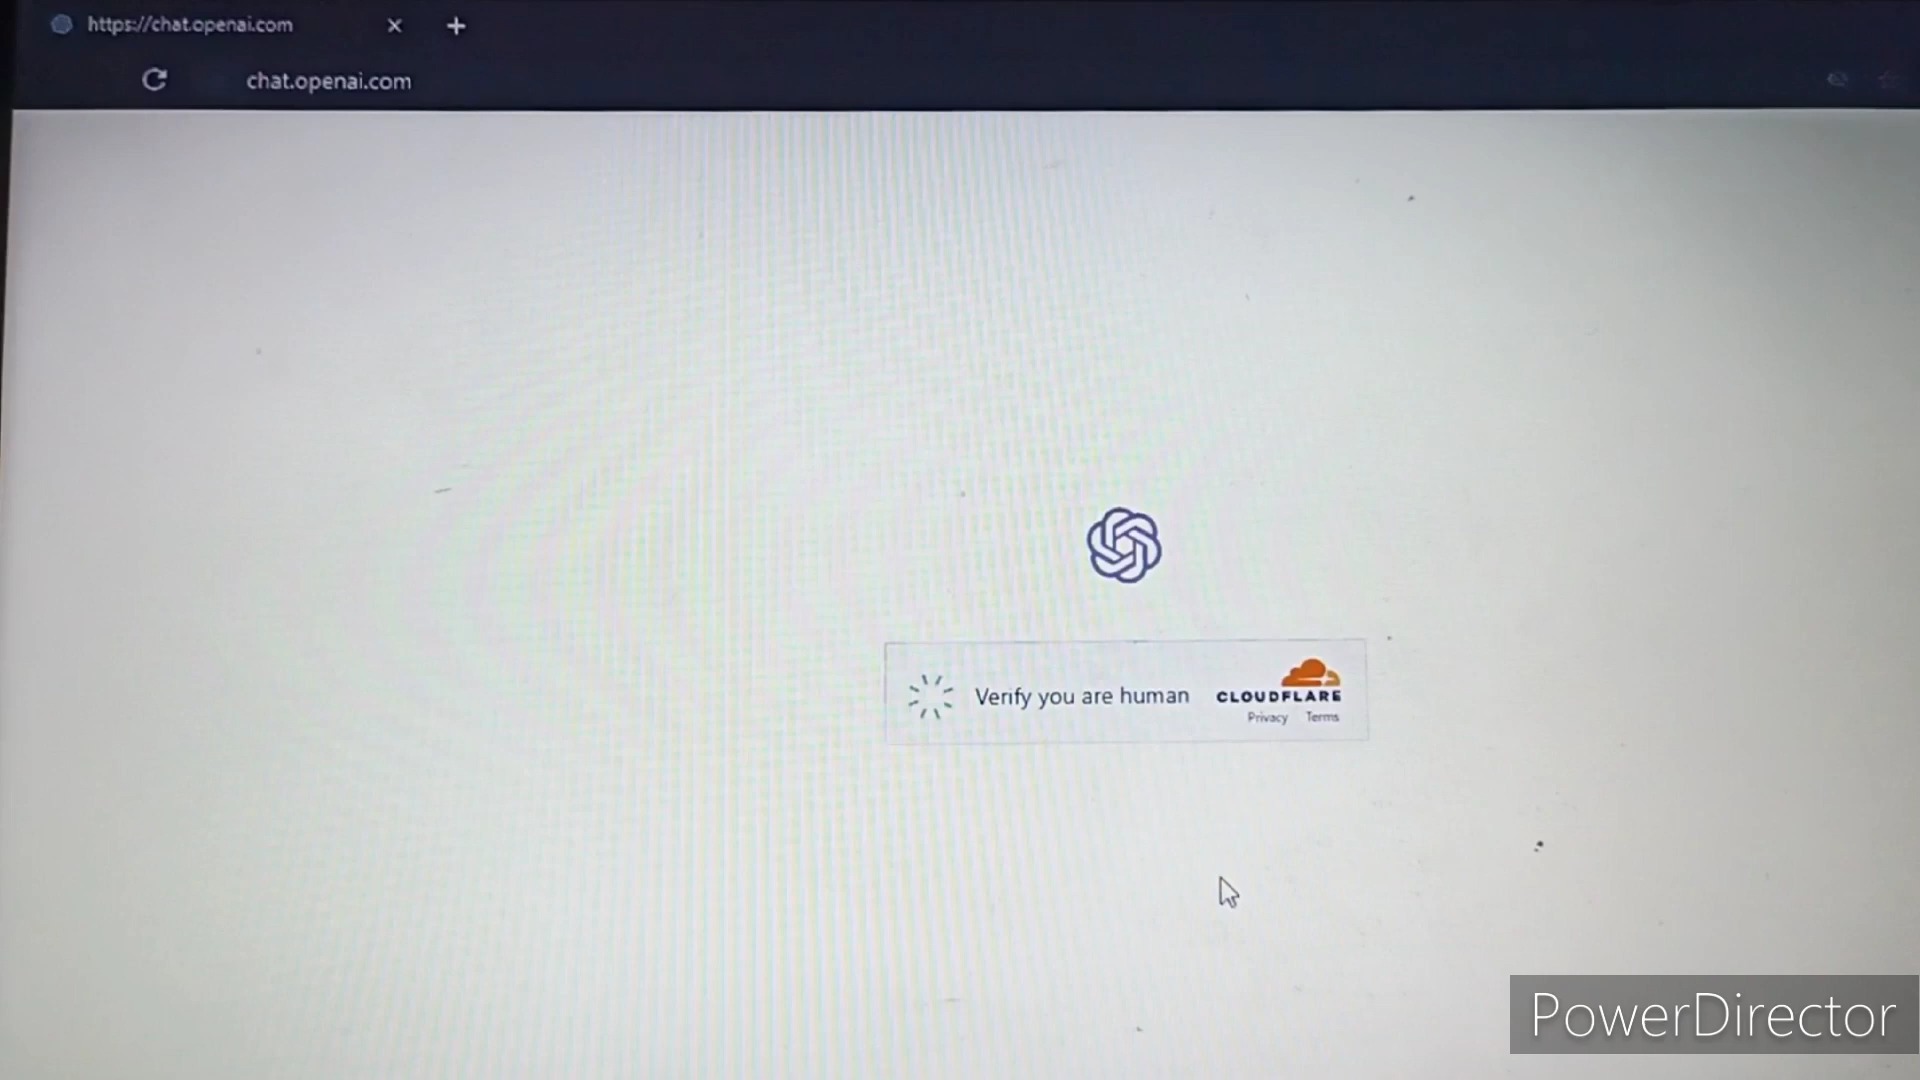 https://chat.openai.com
chat.openai.com
Verify you are human
CLOUDFLARE
Privacy Terms
PowerDirector